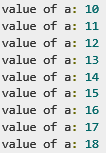 value of a: 10
value of a: 11
value of a: 12
value of a: 13
value of a: 14
value of a: 15
value of a: 16
value of a: 17
value of a: 18